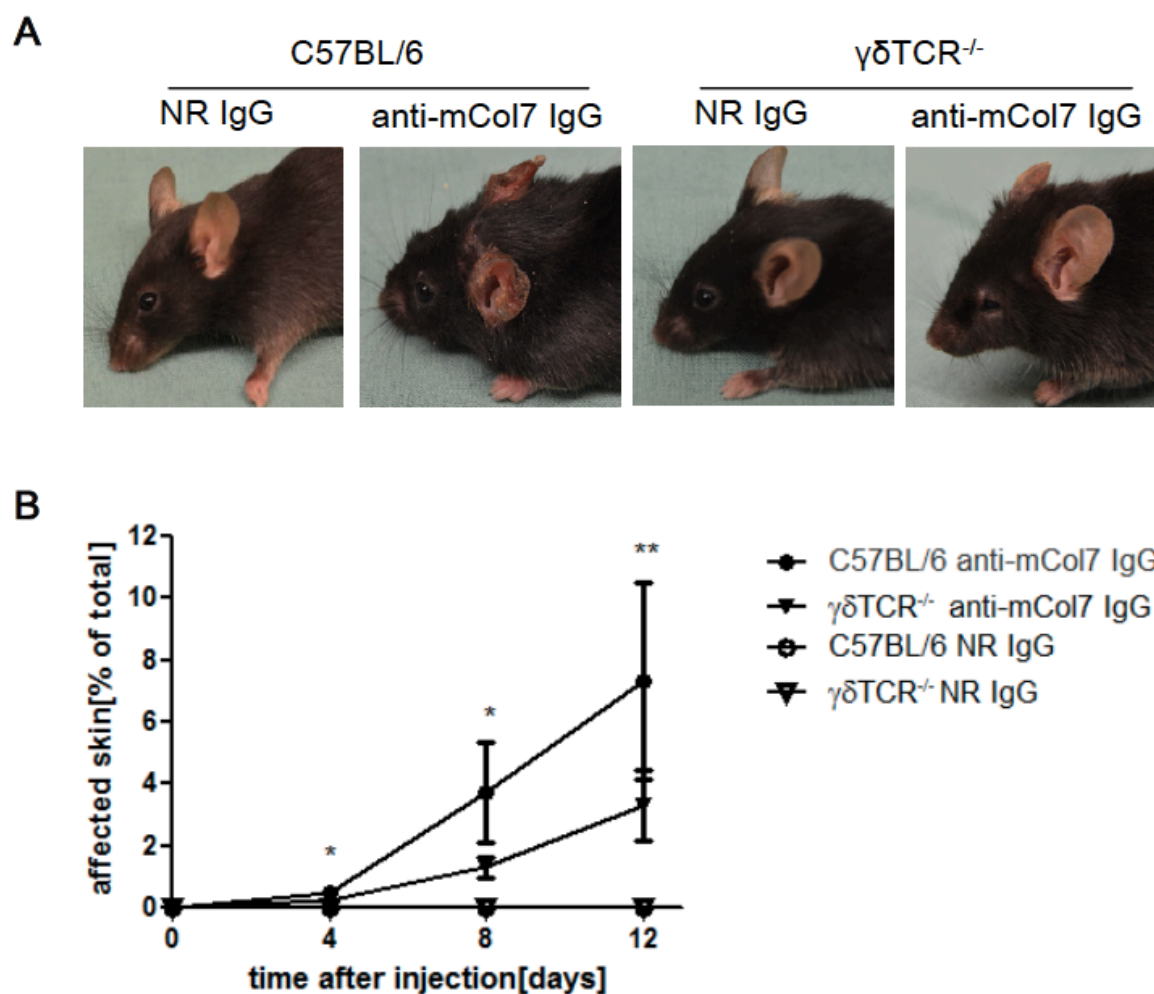 A
C57BL/6
γδTCR-/-
NR IgG
anti-mCol7 IgG
NR IgG
anti-mCol7 IgG
B
affected skin[% of total]
12
10
8
6
4
2
0
*
*
**
0
4
8
12
time after injection[days]
C57BL/6 anti-mCol7 IgG
γδTCR-/- anti-mCol7 IgG
C57BL/6 NR IgG
γδTCR-/- NR IgG